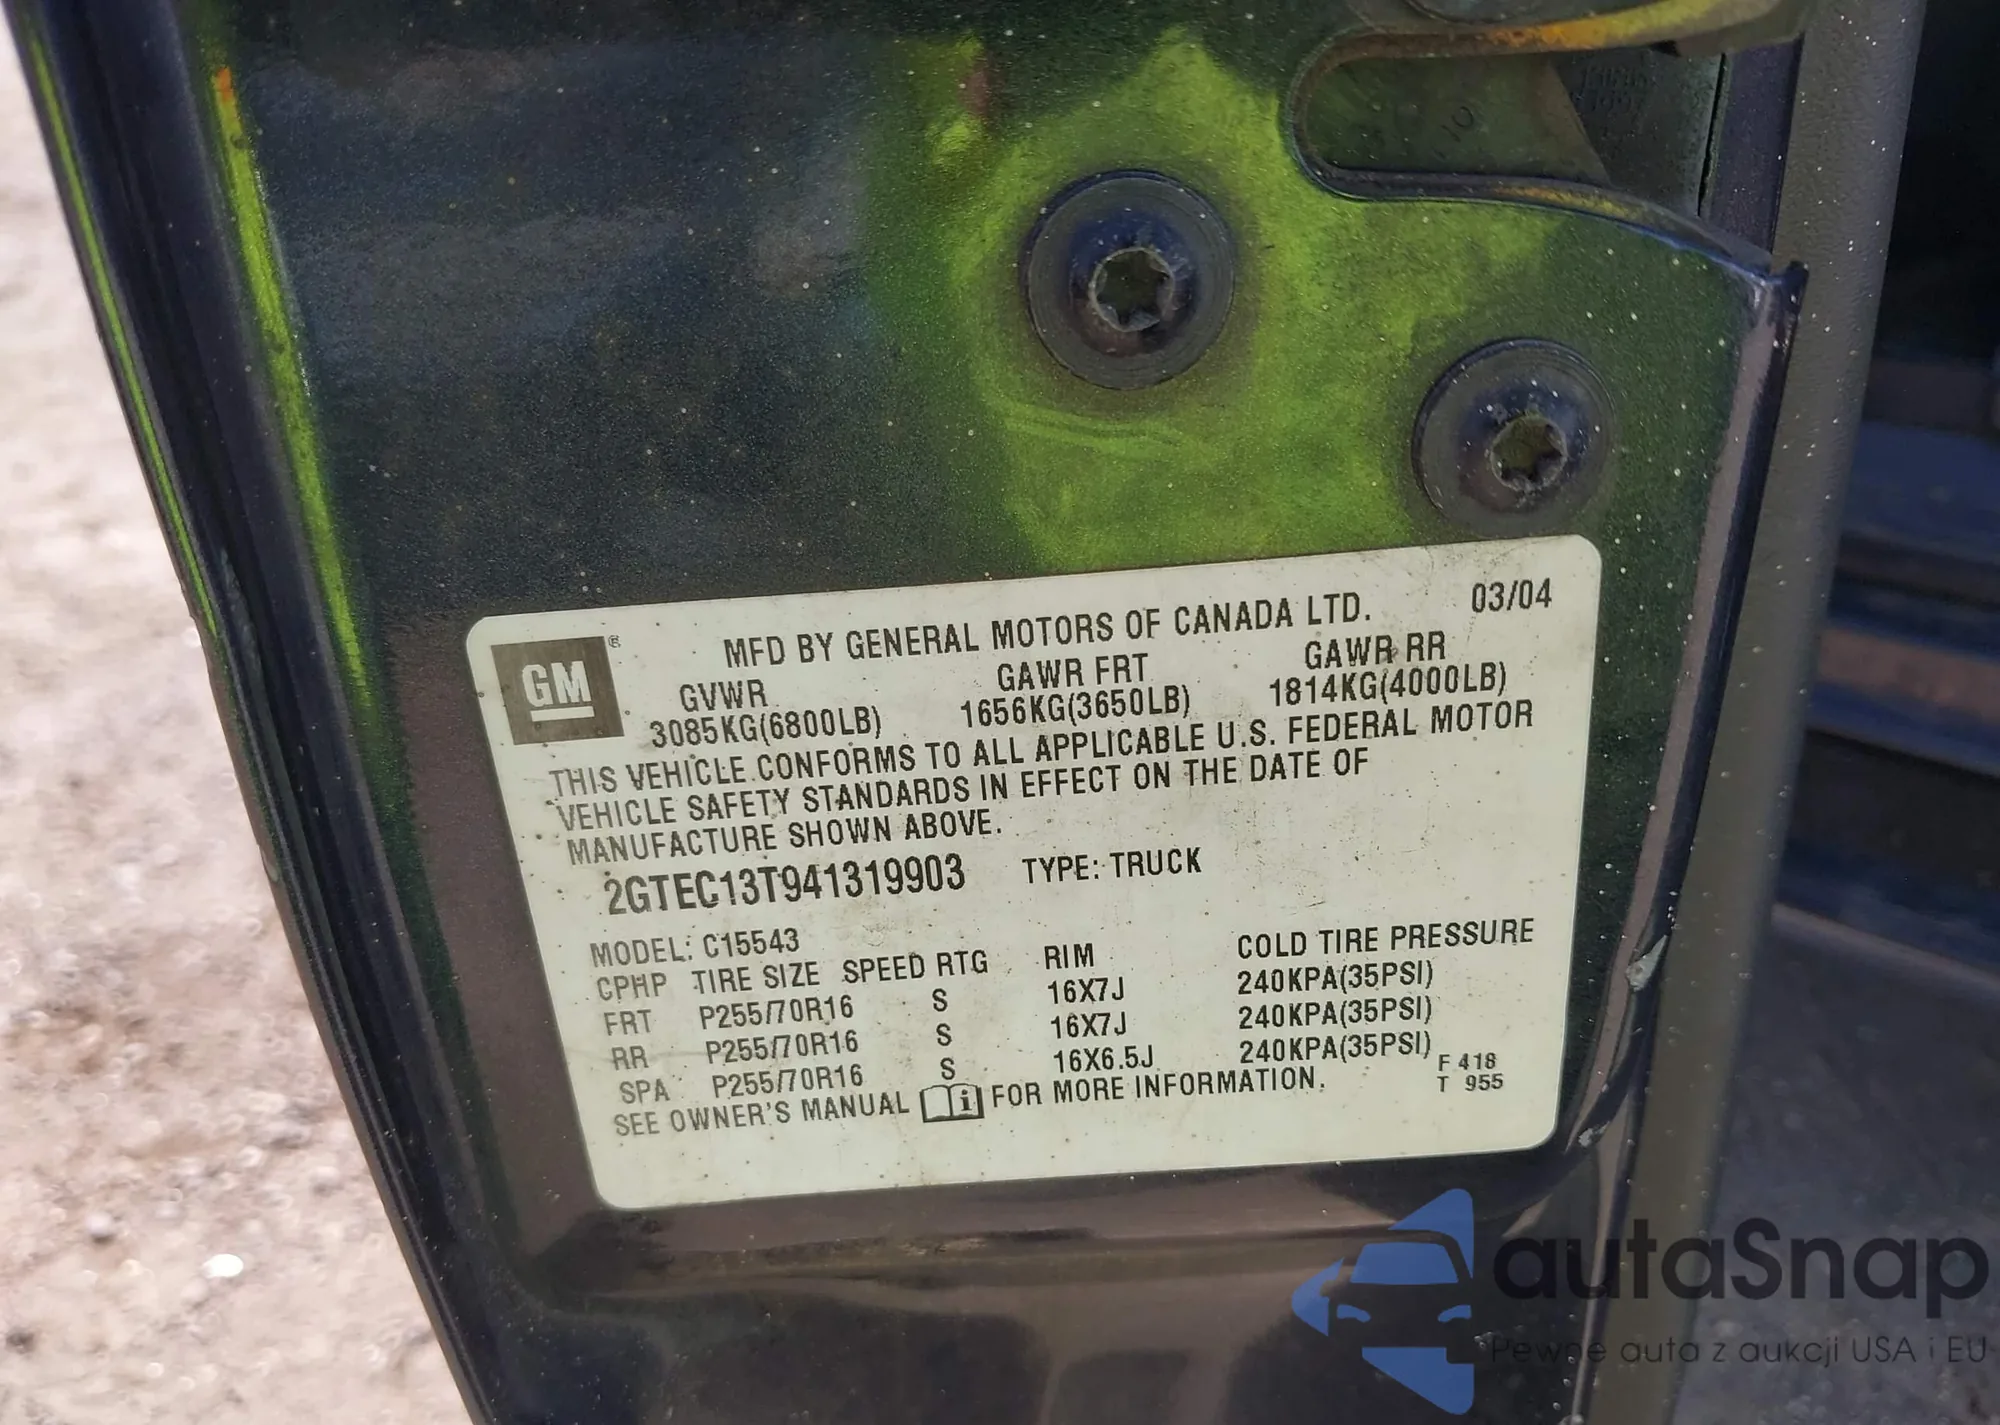 MFD BY GENERAL MOTORS OF CANADA LTD. 03/04
GM ®
GVWR GAWR FRT GAWR RR
3085KG(6800LB) 1656KG(3650LB) 1814KG(4000LB)
THIS VEHICLE CONFORMS TO ALL APPLICABLE U.S. FEDERAL MOTOR
VEHICLE SAFETY STANDARDS IN EFFECT ON THE DATE OF
MANUFACTURE SHOWN ABOVE.
2GTEC13T941319903 TYPE: TRUCK
MODEL: C15543
CPHP TIRE SIZE SPEED RTG RIM COLD TIRE PRESSURE
FRT P255/70R16 S 16X7J 240KPA(35PSI)
RR P255/70R16 S 16X7J 240KPA(35PSI)
SPA P255/70R16 S 16X6.5J 240KPA(35PSI)
F 418
T 955
SEE OWNER'S MANUAL i FOR MORE INFORMATION.
autaSnap
Pewne auta z aukcji USA i EU